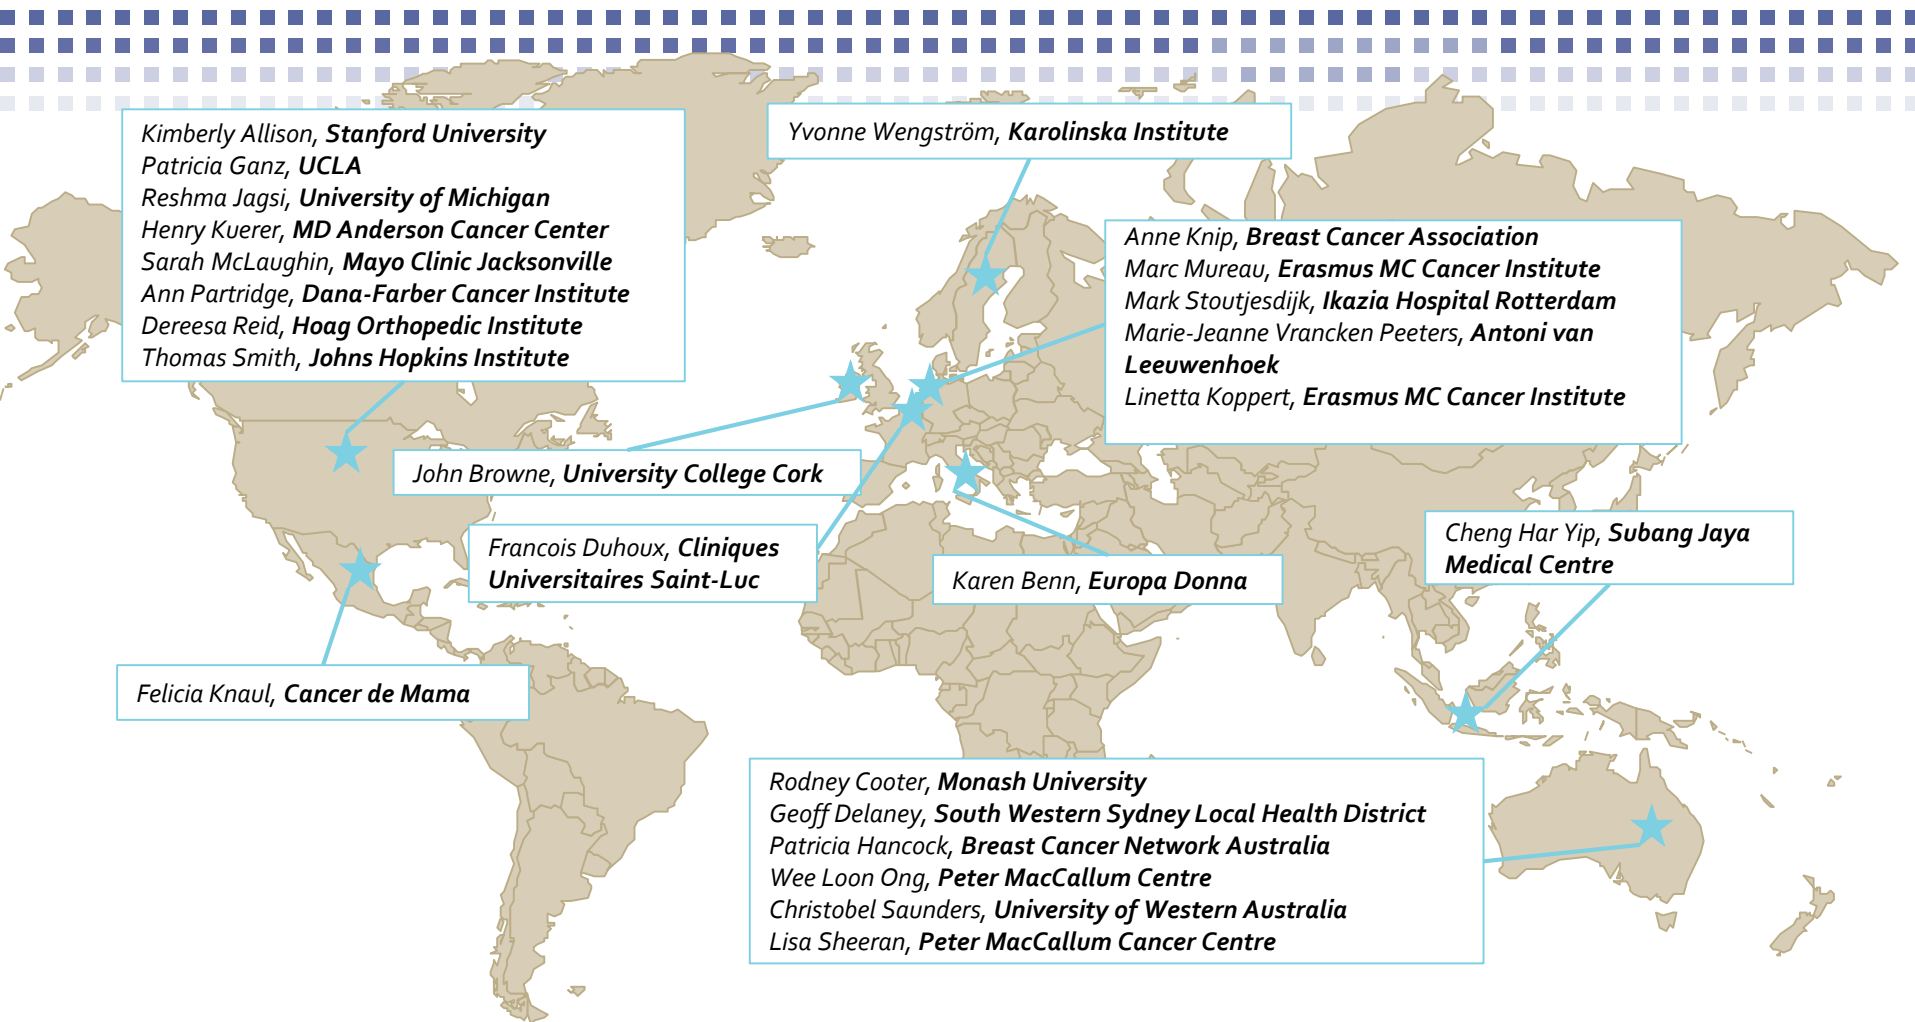 Kimberly Allison, Stanford University
Patricia Ganz, UCLA
Reshma Jagsi, University of Michigan
Henry Kuerer, MD Anderson Cancer Center
Sarah McLaughin, Mayo Clinic Jacksonville
Ann Partridge, Dana-Farber Cancer Institute
Dereesa Reid, Hoag Orthopedic Institute
Thomas Smith, Johns Hopkins Institute
Yvonne Wengström, Karolinska Institute
Anne Knip, Breast Cancer Association
Marc Mureau, Erasmus MC Cancer Institute
Mark Stoutjesdijk, Ikazia Hospital Rotterdam
Marie-Jeanne Vrancken Peeters, Antoni van
Leeuwenhoek
Linetta Koppert, Erasmus MC Cancer Institute
John Browne, University College Cork
Francois Duhoux, Cliniques
Universitaires Saint-Luc
Karen Benn, Europa Donna
Cheng Har Yip, Subang Jaya
Medical Centre
Felicia Knaul, Cancer de Mama
Rodney Cooter, Monash University
Geoff Delaney, South Western Sydney Local Health District
Patricia Hancock, Breast Cancer Network Australia
Wee Loon Ong, Peter MacCallum Centre
Christobel Saunders, University of Western Australia
Lisa Sheeran, Peter MacCallum Cancer Centre